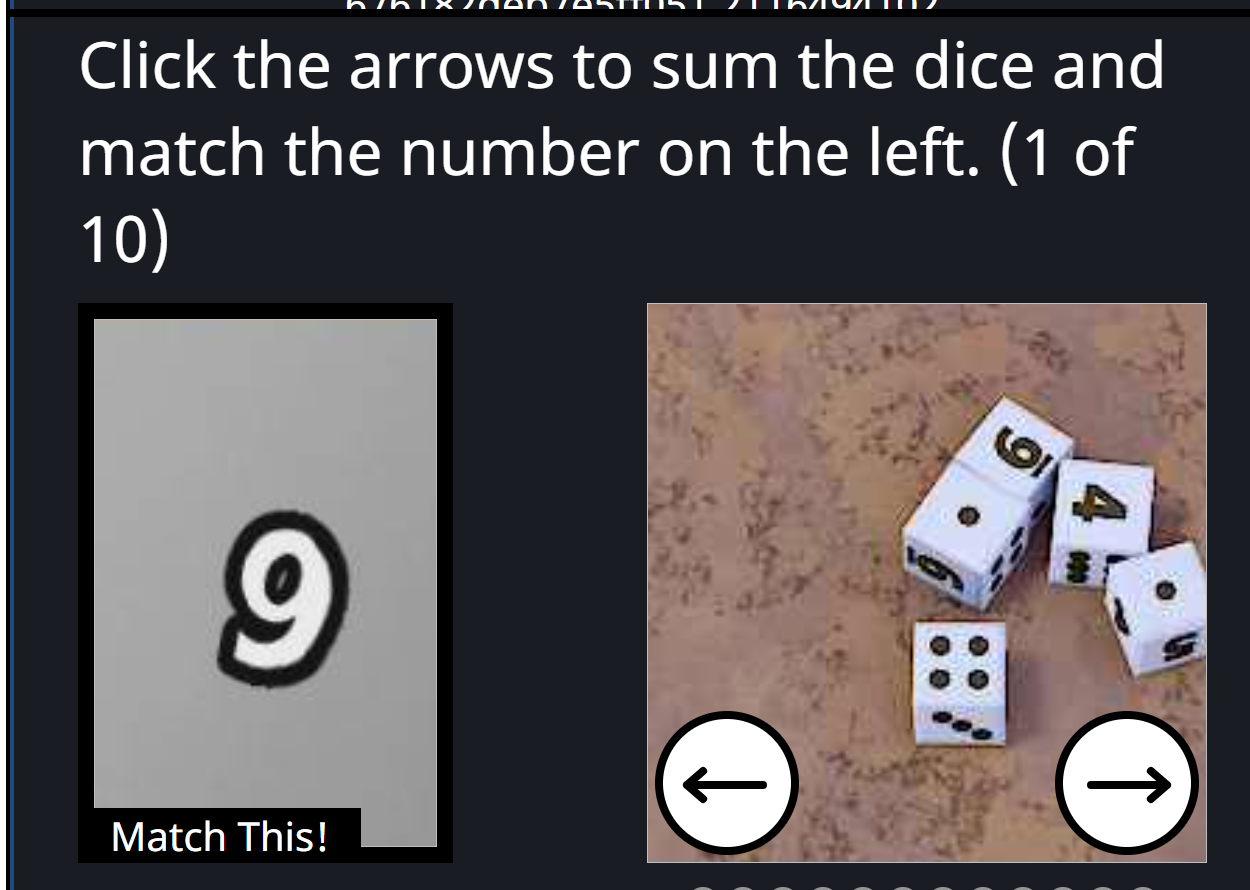 Click the arrows to sum the dice and
match the number on the left. (1 of
10)
9
Match This!
4